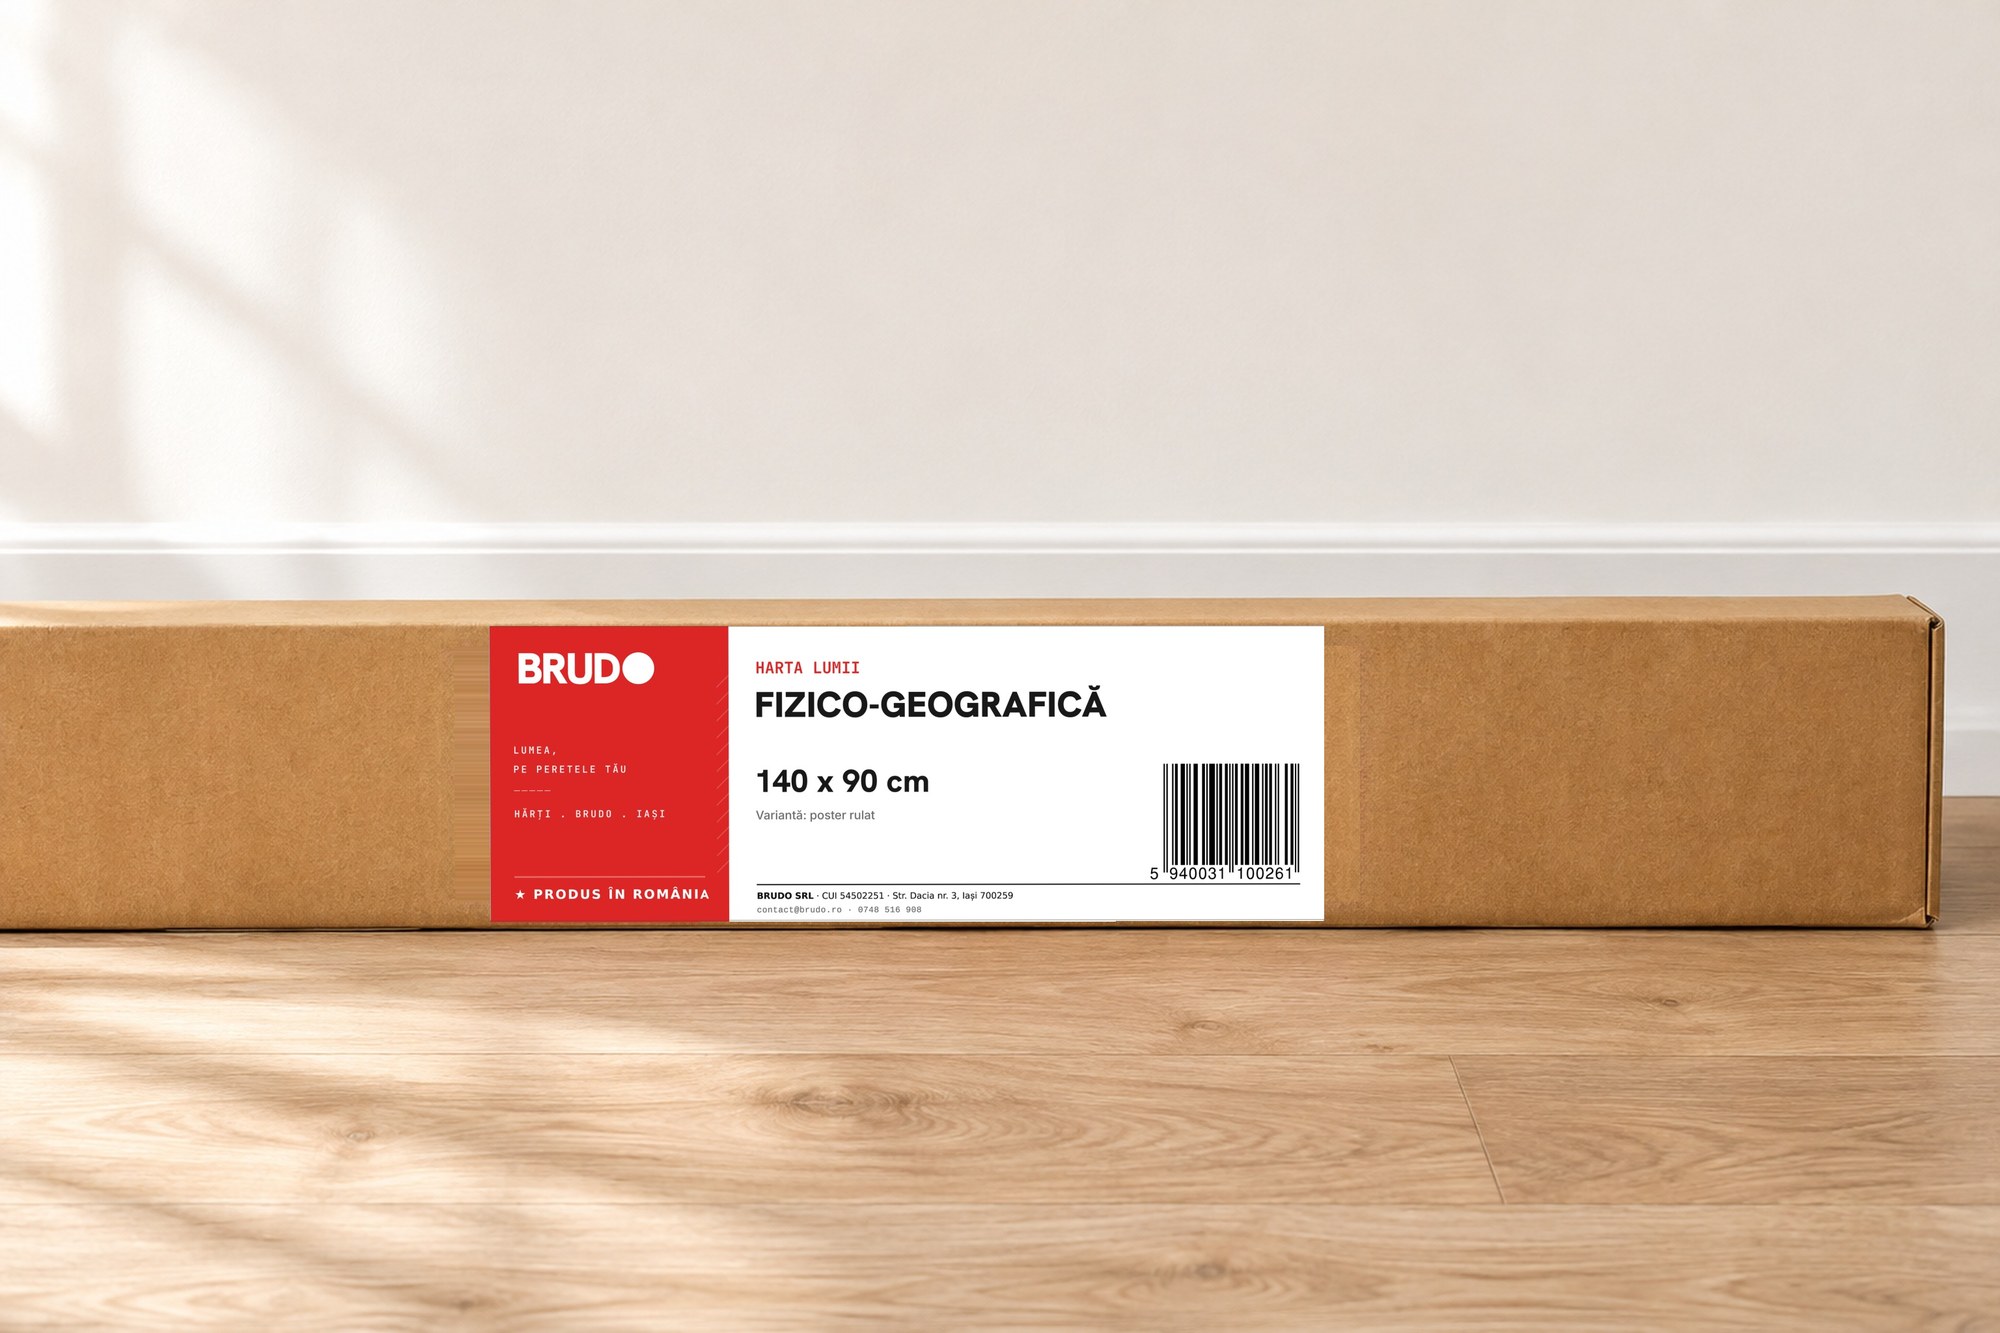 BRUDO
LUMEA,
PE PERETELE TĂU
HĂRȚI . BRUDO . IAȘI
★ PRODUS ÎN ROMÂNIA
HARTA LUMII
FIZICO-GEOGRAFICĂ
140 x 90 cm
Variantă: poster rulat
5 940031 100261
BRUDO SRL · CUI 54502251 · Str. Dacia nr. 3, Iași 700259
contact@brudo.ro · 0748 516 908